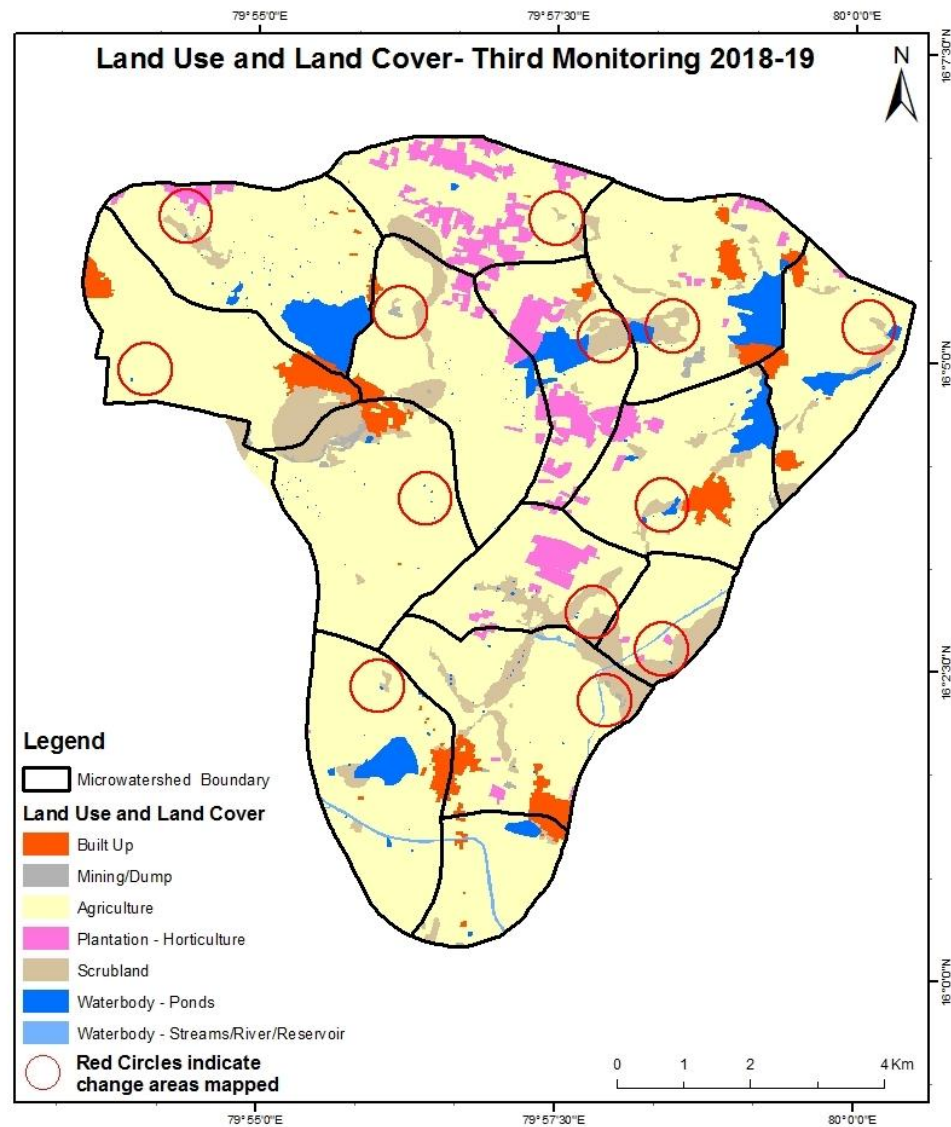 79°55'0"E 79°57'30"E 80°0'0"E
Land Use and Land Cover- Third Monitoring 2018-19
N
16°7'30"N
16°5'0"N
16°2'30"N
16°0'0"N
Legend
Microwatershed Boundary
Land Use and Land Cover
Built Up
Mining/Dump
Agriculture
Plantation - Horticulture
Scrubland
Waterbody - Ponds
Waterbody - Streams/River/Reservoir
Red Circles indicate
change areas mapped
0 1 2 4 Km
79°55'0"E 79°57'30"E 80°0'0"E